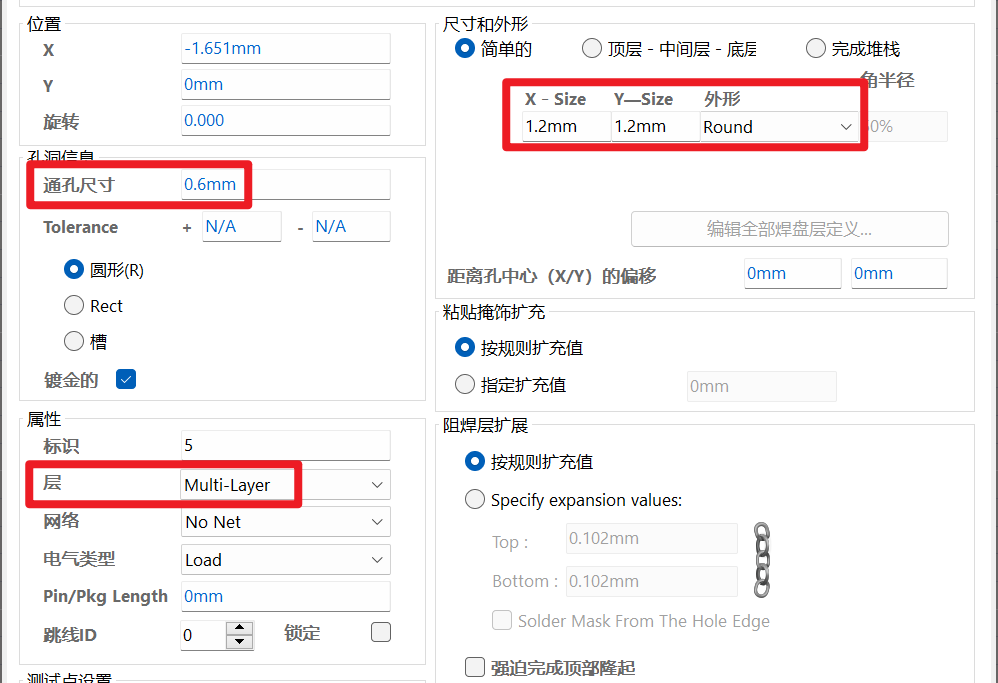 位置
X -1.651mm
Y 0mm
旋转 0.000
孔洞信息
通孔尺寸 0.6mm
Tolerance + N/A - N/A
圆形(R)
Rect
槽
镀金的
属性
标识 5
层 Multi-Layer
网络 No Net
电气类型 Load
Pin/Pkg Length 0mm
跳线ID 0 锁定
测试点设置
尺寸和外形
简单的 顶层 - 中间层 - 底层 完成堆栈
角半径
X - Size Y—Size 外形
1.2mm 1.2mm Round 0%
编辑全部焊盘层定义...
距离孔中心（X/Y）的偏移 0mm 0mm
粘贴掩饰扩充
按规则扩充值
指定扩充值 0mm
阻焊层扩展
按规则扩充值
Specify expansion values:
Top : 0.102mm
Bottom : 0.102mm
Solder Mask From The Hole Edge
强迫完成顶部隆起